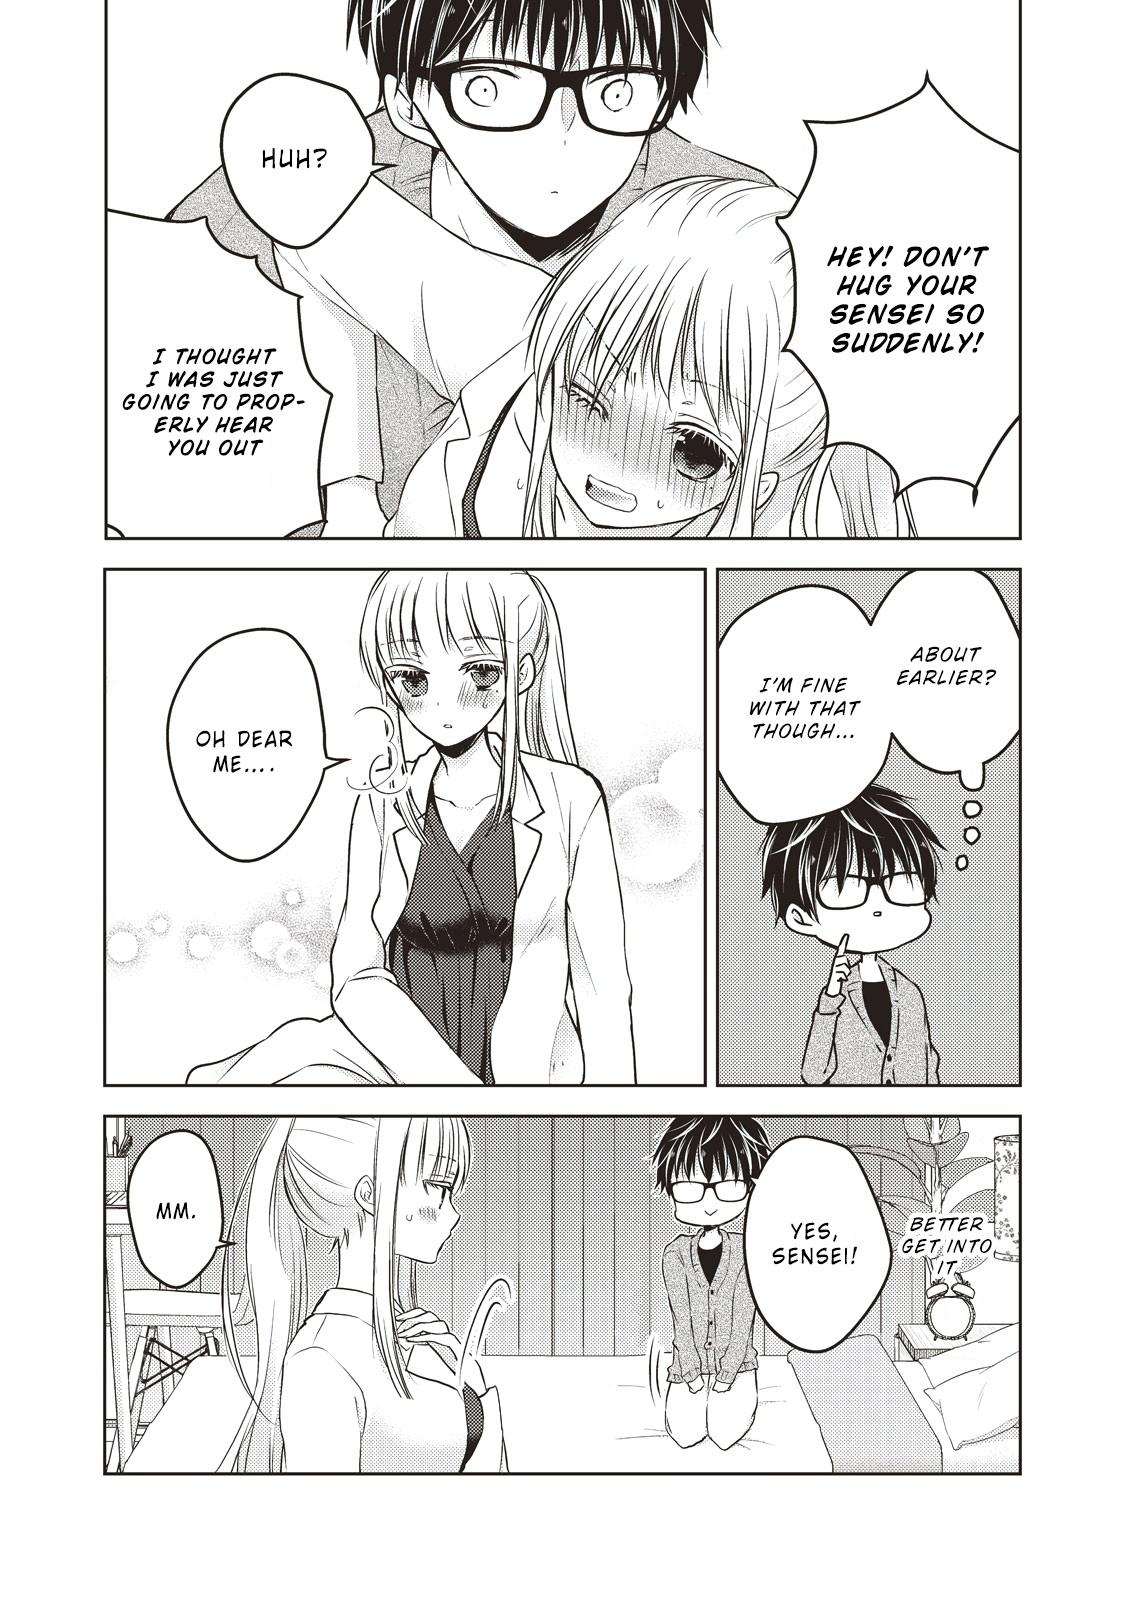 HEY! DON'T
HUG YOUR
SENSEI SO
SUDDENLY!
HUH?
I THOUGHT
I WAS JUST
GOING TO PROP-
ERLY HEAR
YOU OUT
ABOUT
EARLIER?
I'M FINE
WITH THAT
THOUGH...
OH DEAR
ME....
BETTER
GET INTO
IT
YES,
SENSEI!
MM.